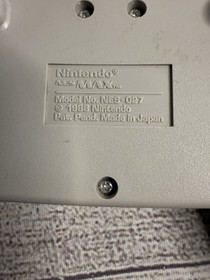 Nintendo®
MAX
Model No. NES-027
© 1988 Nintendo
Pat. Pend. Made in Japan